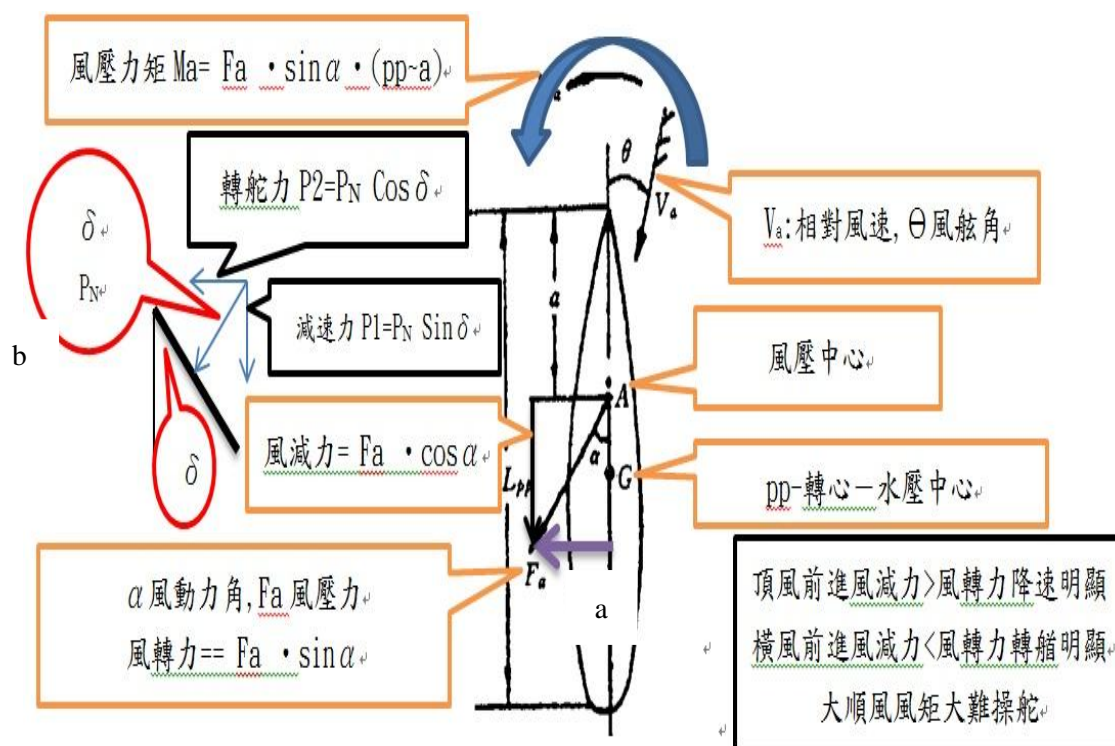 風壓力矩 Ma= Fa ・sinα・(pp~a)
a
轉舵力 P2=PN Cosδ
θ
Va
Va:相對風速, Θ風舷角
δ
PN
減速力 P1=PN Sinδ
a
b
風壓中心
A
風減力= Fa ・cosα
α
δ
Lpp
G
pp-轉心－水壓中心
Fa
α風動力角,Fa 風壓力
風轉力== Fa ・sinα
a
頂風前進風減力>風轉力降速明顯
橫風前進風減力<風轉力轉艏明顯
大順風風矩大難操舵